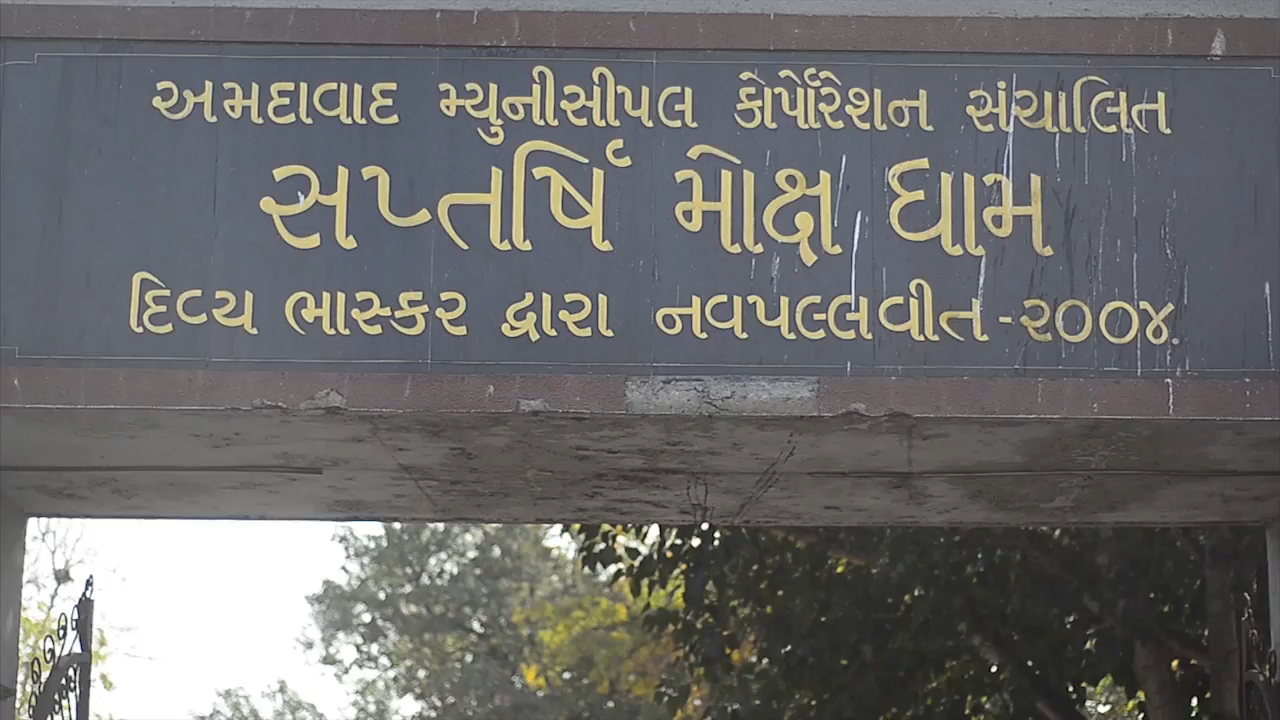 અમદાવાદ મ્યુનીસીપલ કોર્પોરેશન સંચાલિત
સપ્તર્ષિ મોક્ષ ધામ
દિવ્ય ભાસ્કર દ્વારા નવપલ્લવીત-૨૦૦૪.